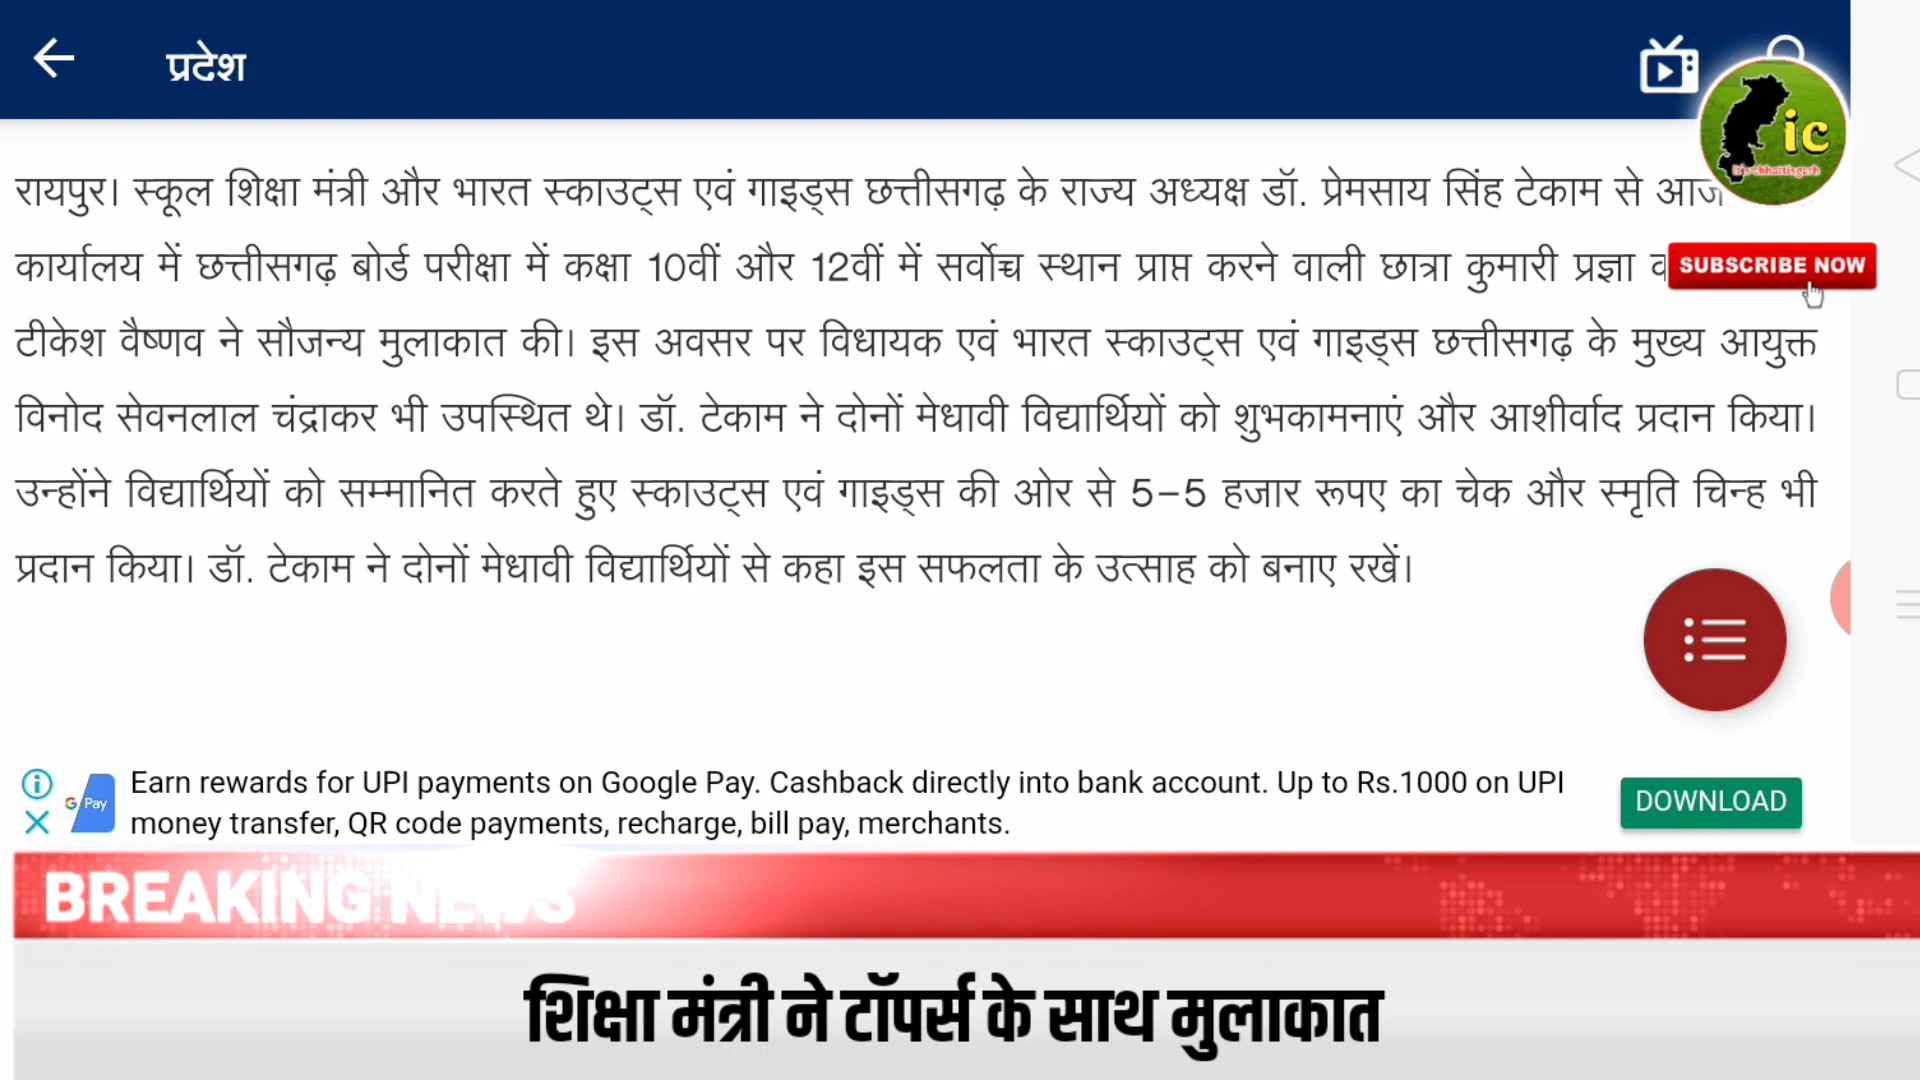 प्रदेश
ic
It's chhattisgarh
रायपुर। स्कूल शिक्षा मंत्री और भारत स्काउट्स एवं गाइड्स छत्तीसगढ़ के राज्य अध्यक्ष डॉ. प्रेमसाय सिंह टेकाम से आज
कार्यालय में छत्तीसगढ़ बोर्ड परीक्षा में कक्षा 10वीं और 12वीं में सर्वोच्च स्थान प्राप्त करने वाली छात्रा कुमारी प्रज्ञा
SUBSCRIBE NOW
टीकेश वैष्णव ने सौजन्य मुलाकात की। इस अवसर पर विधायक एवं भारत स्काउट्स एवं गाइड्स छत्तीसगढ़ के मुख्य आयुक्त
विनोद सेवनलाल चंद्राकर भी उपस्थित थे। डॉ. टेकाम ने दोनों मेधावी विद्यार्थियों को शुभकामनाएं और आशीर्वाद प्रदान किया।
उन्होंने विद्यार्थियों को सम्मानित करते हुए स्काउट्स एवं गाइड्स की ओर से 5-5 हजार रूपए का चेक और स्मृति चिन्ह भी
प्रदान किया। डॉ. टेकाम ने दोनों मेधावी विद्यार्थियों से कहा इस सफलता के उत्साह को बनाए रखें।
G Pay
Earn rewards for UPI payments on Google Pay. Cashback directly into bank account. Up to Rs.1000 on UPI
money transfer, QR code payments, recharge, bill pay, merchants.
DOWNLOAD
BREAKING NEWS
शिक्षा मंत्री ने टॉपर्स के साथ मुलाकात